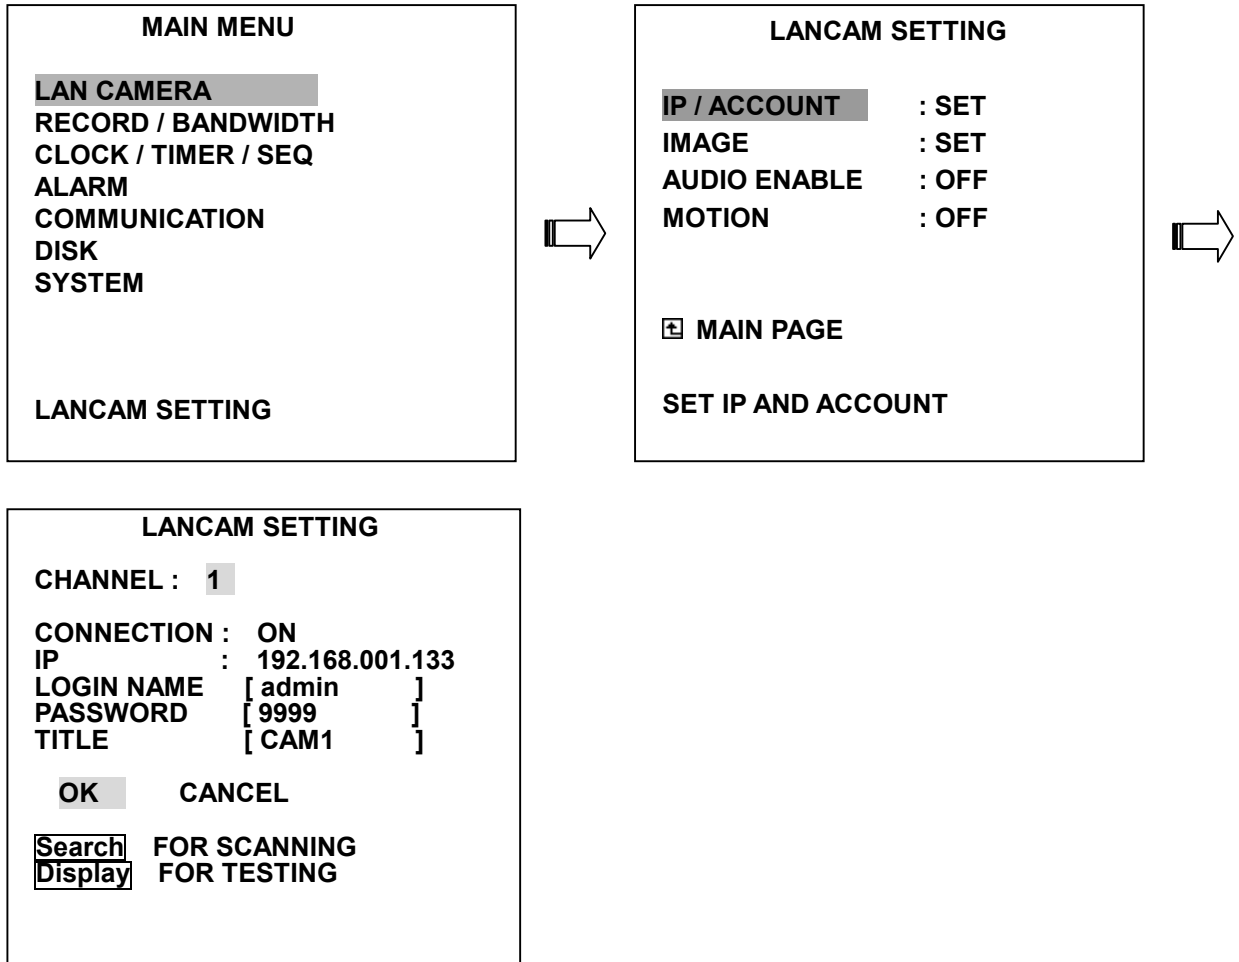 MAIN MENU
LAN CAMERA
RECORD / BANDWIDTH
CLOCK / TIMER / SEQ
ALARM
COMMUNICATION
DISK
SYSTEM
LANCAM SETTING
LANCAM SETTING
IP / ACCOUNT : SET
IMAGE : SET
AUDIO ENABLE : OFF
MOTION : OFF
MAIN PAGE
SET IP AND ACCOUNT
LANCAM SETTING
CHANNEL : 1
CONNECTION : ON
IP : 192.168.001.133
LOGIN NAME [ admin ]
PASSWORD [ 9999 ]
TITLE [ CAM1 ]
OK CANCEL
Search FOR SCANNING
Display FOR TESTING